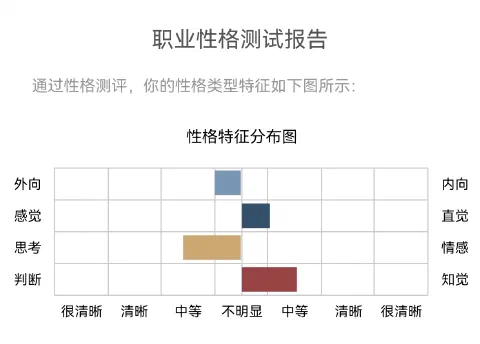 职业性格测试报告
通过性格测评，你的性格类型特征如下图所示：
性格特征分布图
外向 内向
感觉 直觉
思考 情感
判断 知觉
很清晰 清晰 中等 不明显 中等 清晰 很清晰